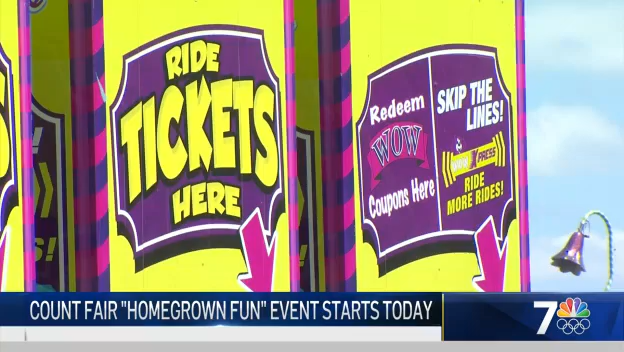 RIDE
TICKETS
HERE
Redeem
WOW
Coupons Here
SKIP THE
LINES!
XPRESS
RIDE
MORE RIDES!
COUNT FAIR "HOMEGROWN FUN" EVENT STARTS TODAY
7